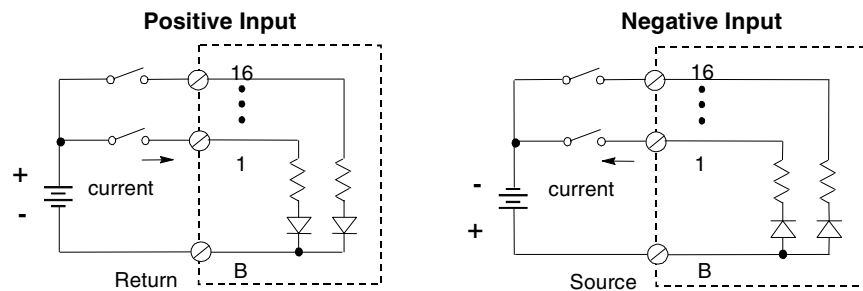 Positive Input
16
1
+
current
-
Return
B
Negative Input
16
1
-
current
+
Source
B